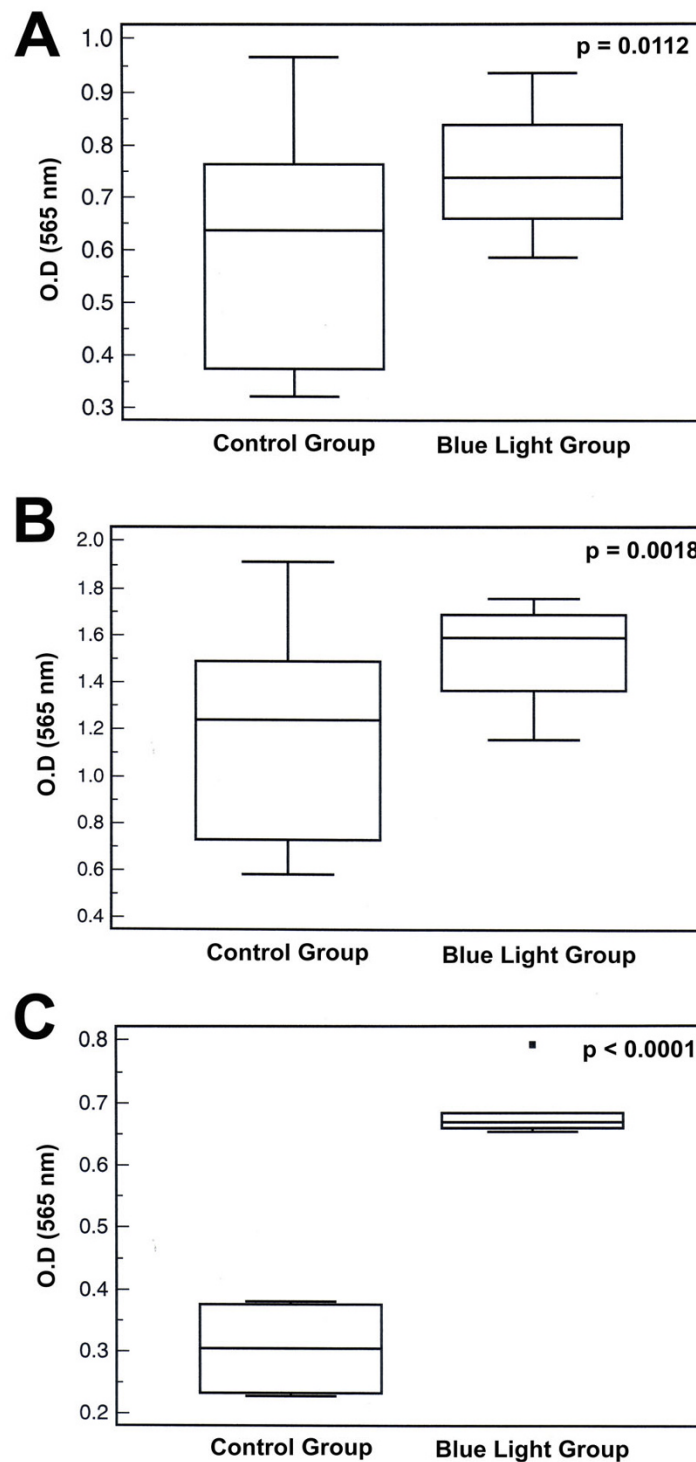 A
p = 0.0112
1.0
0.9
0.8
0.7
0.6
0.5
0.4
0.3
O.D (565 nm)
Control Group
Blue Light Group
B
p = 0.0018
2.0
1.8
1.6
1.4
1.2
1.0
0.8
0.6
0.4
O.D (565 nm)
Control Group
Blue Light Group
C
p < 0.0001
0.8
0.7
0.6
0.5
0.4
0.3
0.2
O.D (565 nm)
Control Group
Blue Light Group